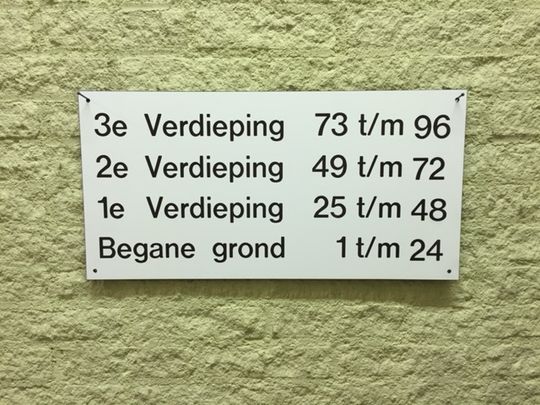 3e Verdieping 73 t/m 96
2e Verdieping 49 t/m 72
1e Verdieping 25 t/m 48
Begane grond 1 t/m 24